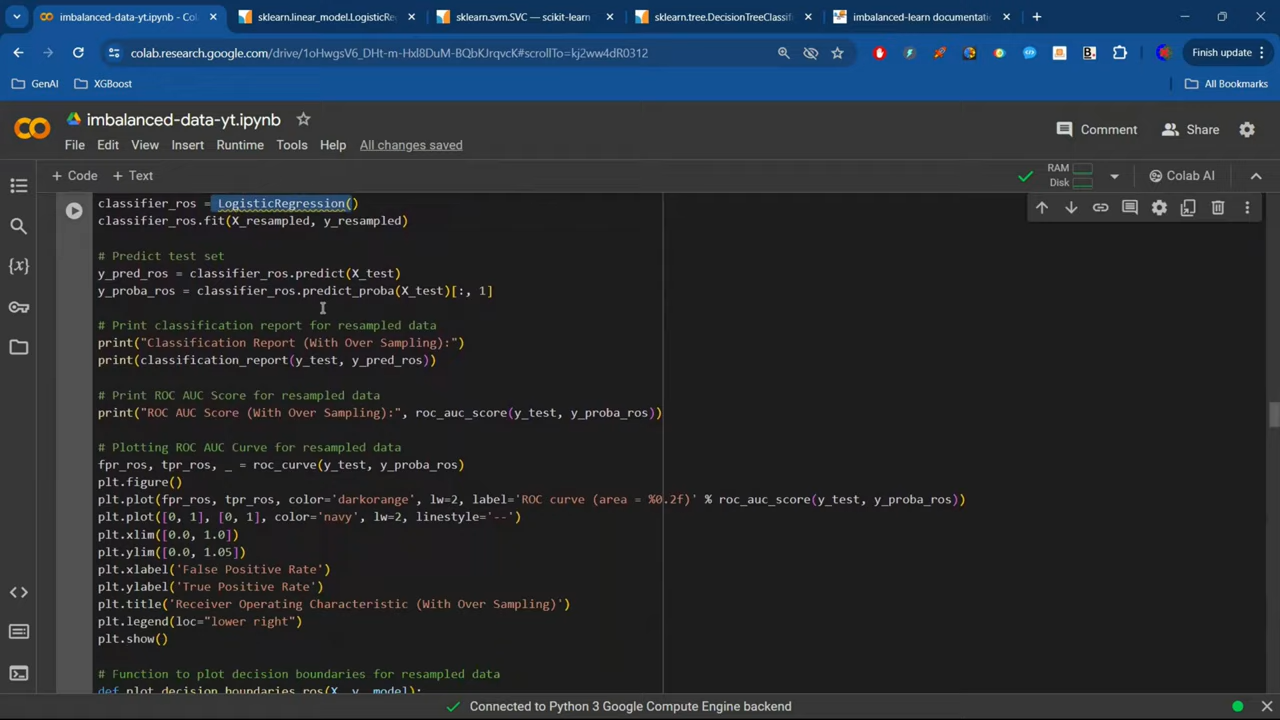 imbalanced-data-yt.ipynb - Colab
sklearn.linear_model.LogisticRe
sklearn.svm.SVC — scikit-learn
sklearn.tree.DecisionTreeClassif
imbalanced-learn documentatio
colab.research.google.com/drive/1oHwgsV6_DHt-m-Hxl8DuM-BQbKJrqvcK#scrollTo=kj2ww4dR0312
Finish update
GenAI
XGBoost
All Bookmarks
imbalanced-data-yt.ipynb
Comment
Share
File Edit View Insert Runtime Tools Help All changes saved
+ Code + Text
RAM
Disk
Colab AI
classifier_ros = LogisticRegression()
classifier_ros.fit(X_resampled, y_resampled)
# Predict test set
y_pred_ros = classifier_ros.predict(X_test)
y_proba_ros = classifier_ros.predict_proba(X_test)[:, 1]
# Print classification report for resampled data
print("Classification Report (With Over Sampling):")
print(classification_report(y_test, y_pred_ros))
# Print ROC AUC Score for resampled data
print("ROC AUC Score (With Over Sampling):", roc_auc_score(y_test, y_proba_ros))
# Plotting ROC AUC Curve for resampled data
fpr_ros, tpr_ros, _ = roc_curve(y_test, y_proba_ros)
plt.figure()
plt.plot(fpr_ros, tpr_ros, color='darkorange', lw=2, label='ROC curve (area = %0.2f)' % roc_auc_score(y_test, y_proba_ros))
plt.plot([0, 1], [0, 1], color='navy', lw=2, linestyle='--')
plt.xlim([0.0, 1.0])
plt.ylim([0.0, 1.05])
plt.xlabel('False Positive Rate')
plt.ylabel('True Positive Rate')
plt.title('Receiver Operating Characteristic (With Over Sampling)')
plt.legend(loc="lower right")
plt.show()
# Function to plot decision boundaries for resampled data
def plot_decision_boundaries_ros(X, y, model):
Connected to Python 3 Google Compute Engine backend